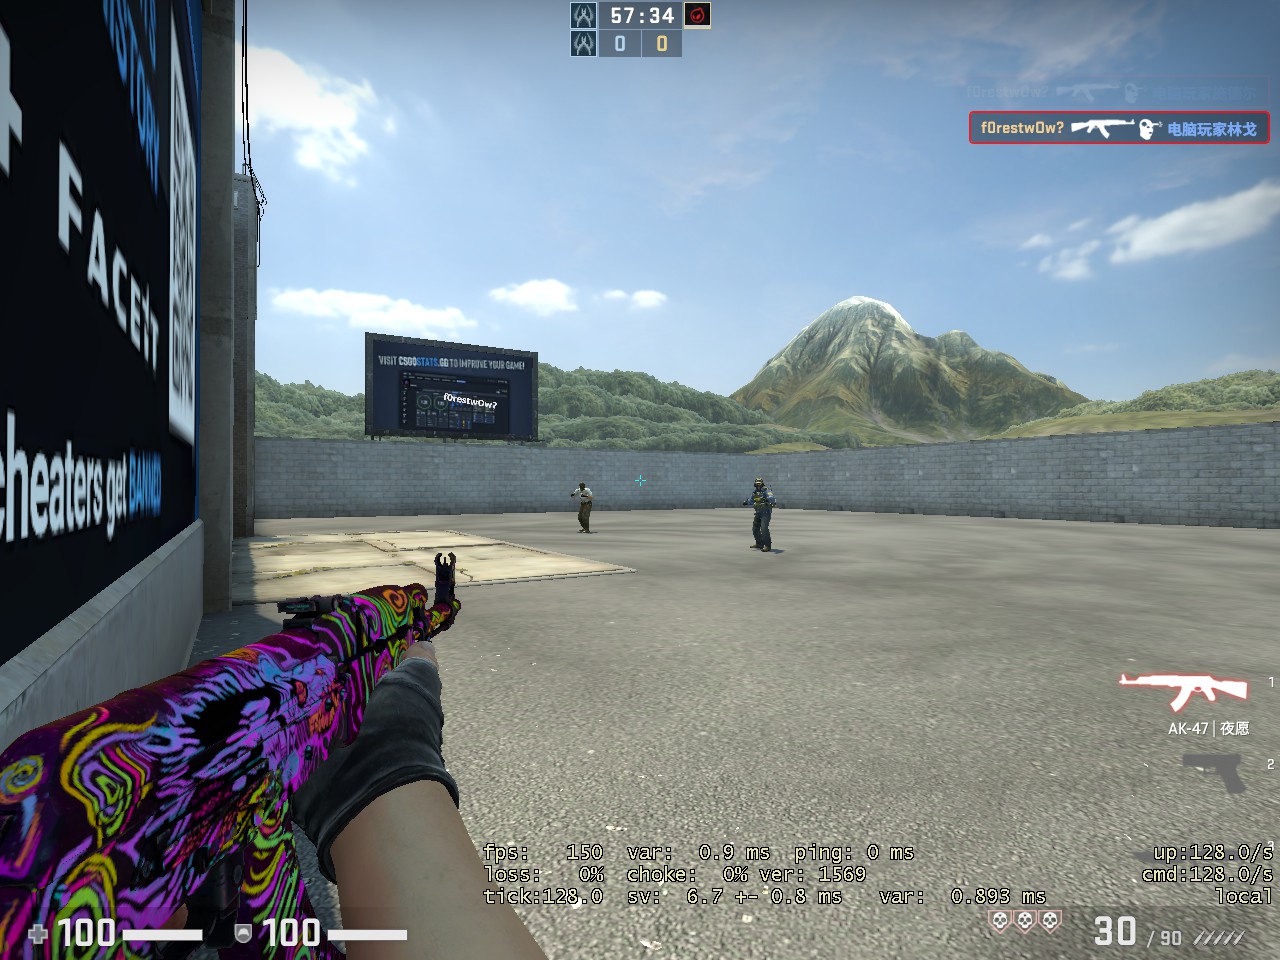 57:34
0 0
f0restw0w?
f0restw0w? 电脑玩家林戈
STORY
FACEIT
cheaters get BANNED
VISIT CSGOSTATS.GG TO IMPROVE YOUR GAME!
f0restw0w?
1
AK-47 | 夜愿
2
fps: 150 var: 0.9 ms ping: 0 ms
loss: 0% choke: 0% ver: 1569
tick:128.0 sv: 6.7 +- 0.8 ms var: 0.893 ms
up:128.0/s
cmd:128.0/s
local
100 100
30 / 90